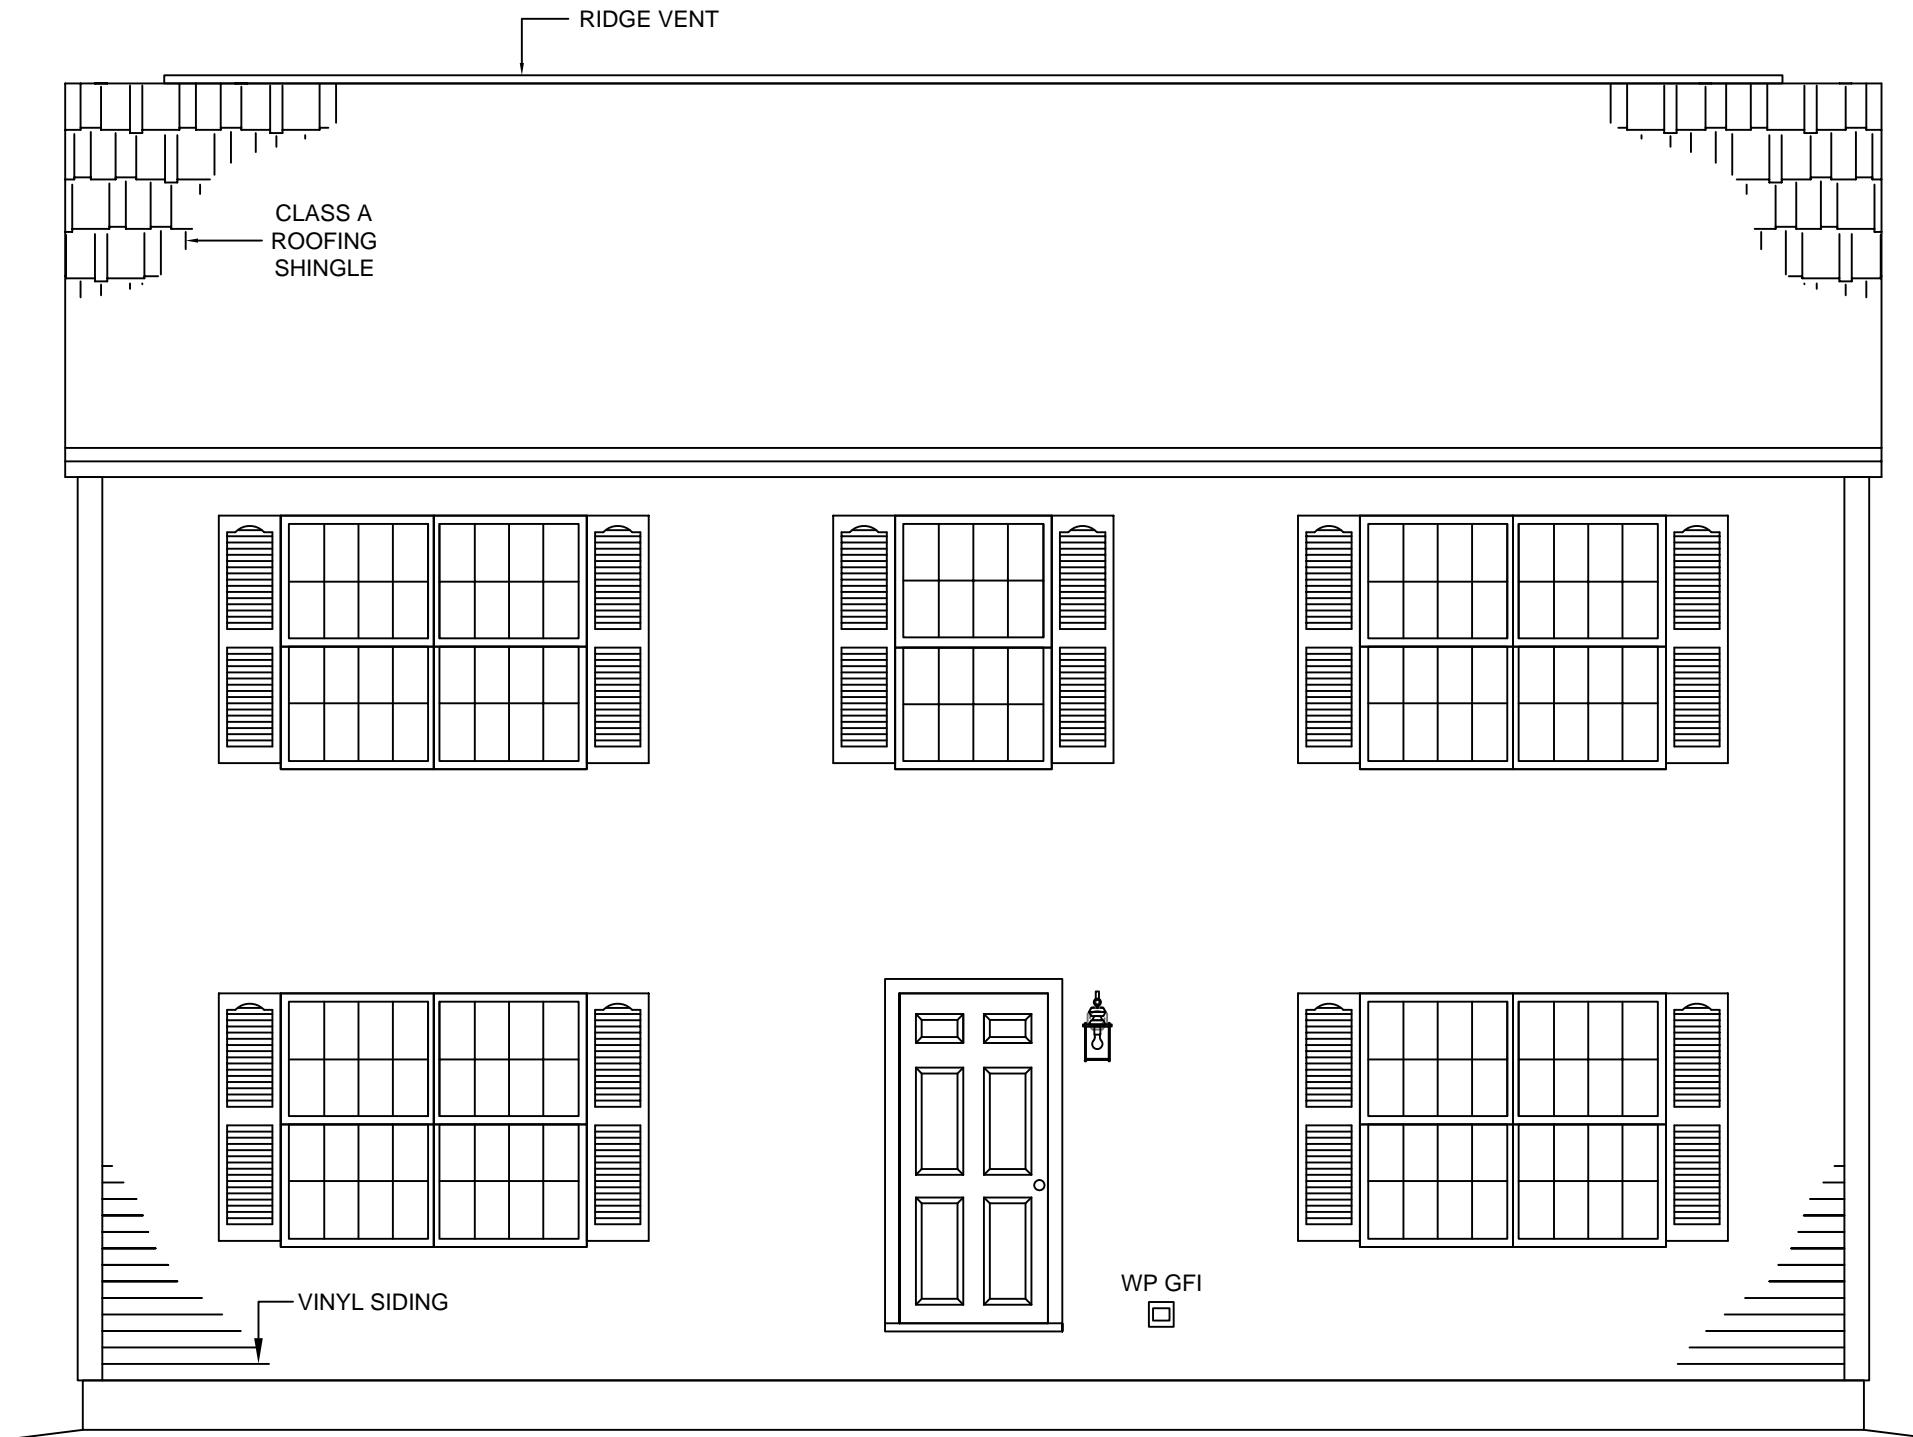 RIDGE VENT
CLASS A
ROOFING
SHINGLE
VINYL SIDING
WP GFI